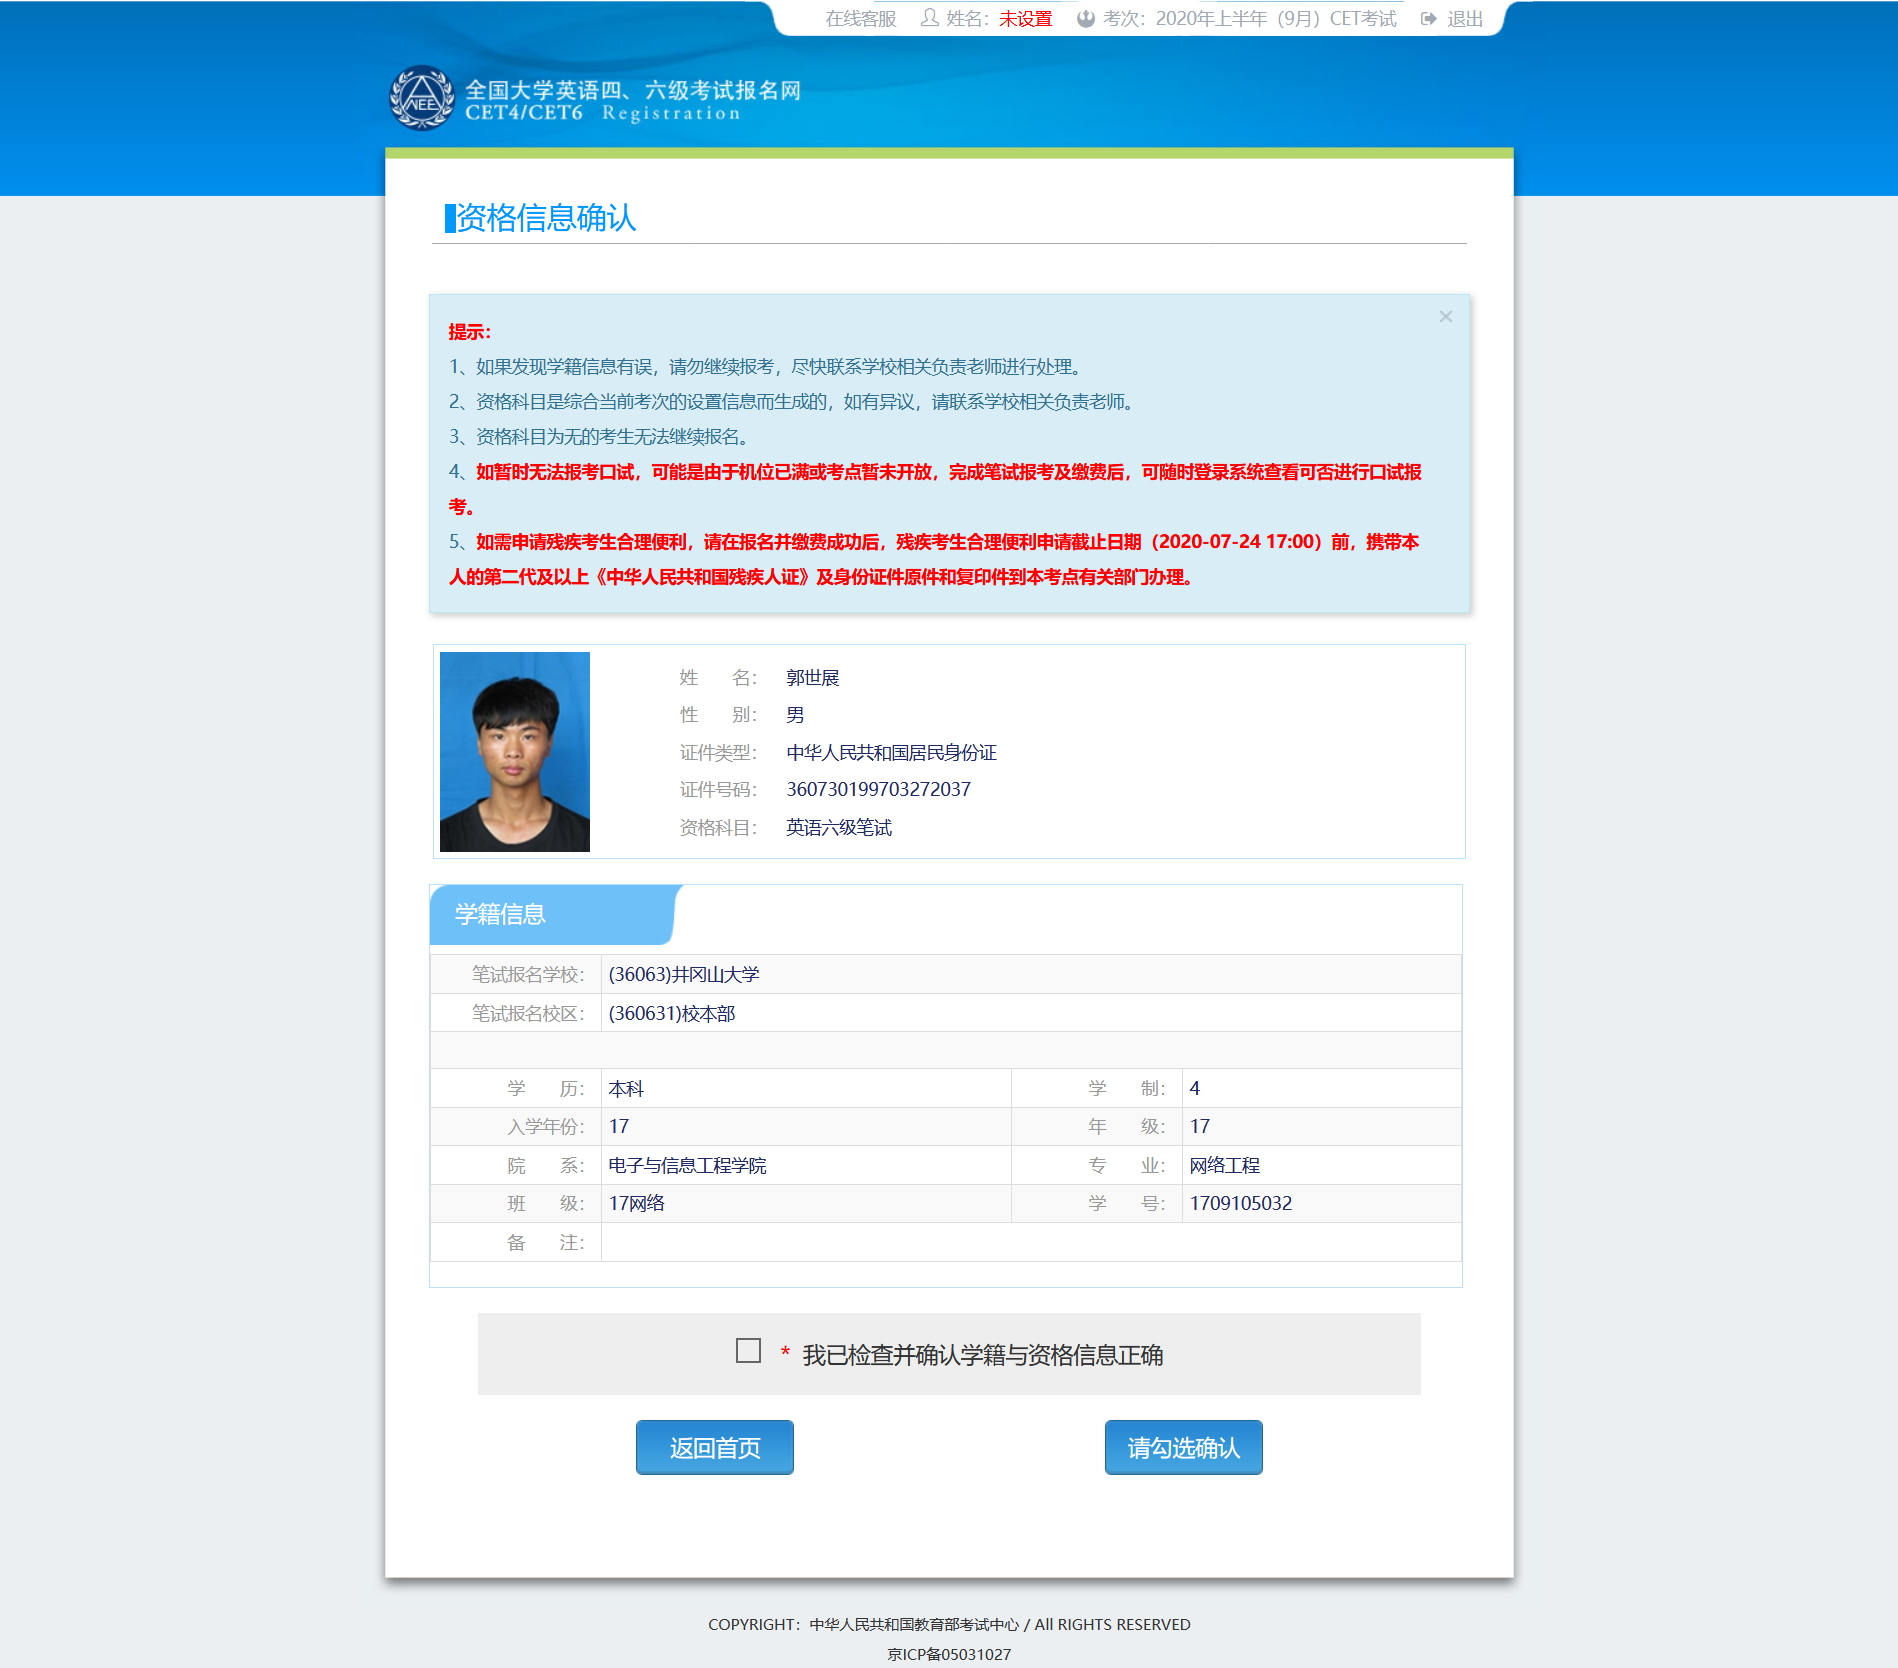 在线客服 姓名：未设置 考次：2020年上半年（9月）CET考试 退出
NEEA
全国大学英语四、六级考试报名网
CET4/CET6 Registration
资格信息确认
×
提示：
1、如果发现学籍信息有误，请勿继续报考，尽快联系学校相关负责老师进行处理。
2、资格科目是综合当前考次的设置信息而生成的，如有异议，请联系学校相关负责老师。
3、资格科目为无的考生无法继续报名。
4、如暂时无法报考口试，可能是由于机位已满或考点暂未开放，完成笔试报考及缴费后，可随时登录系统查看可否进行口试报
考。
5、如需申请残疾考生合理便利，请在报名并缴费成功后，残疾考生合理便利申请截止日期（2020-07-24 17:00）前，携带本
人的第二代及以上《中华人民共和国残疾人证》及身份证件原件和复印件到本考点有关部门办理。
姓 名： 郭世展
性 别： 男
证件类型： 中华人民共和国居民身份证
证件号码： 360730199703272037
资格科目： 英语六级笔试
学籍信息
笔试报名学校： (36063)井冈山大学
笔试报名校区： (360631)校本部
学 历： 本科 学 制： 4
入学年份： 17 年 级： 17
院 系： 电子与信息工程学院 专 业： 网络工程
班 级： 17网络 学 号： 1709105032
备 注：
* 我已检查并确认学籍与资格信息正确
返回首页 请勾选确认
COPYRIGHT：中华人民共和国教育部考试中心 / All RIGHTS RESERVED
京ICP备05031027